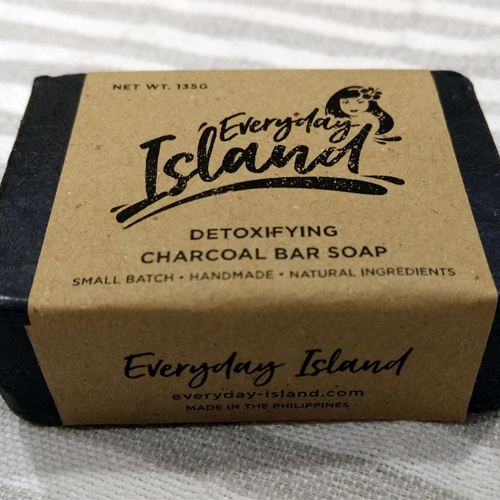 NET WT. 135G
Everyday
Island
DETOXIFYING
CHARCOAL BAR SOAP
SMALL BATCH • HANDMADE • NATURAL INGREDIENTS
Everyday Island
everyday-island.com
MADE IN THE PHILIPPINES